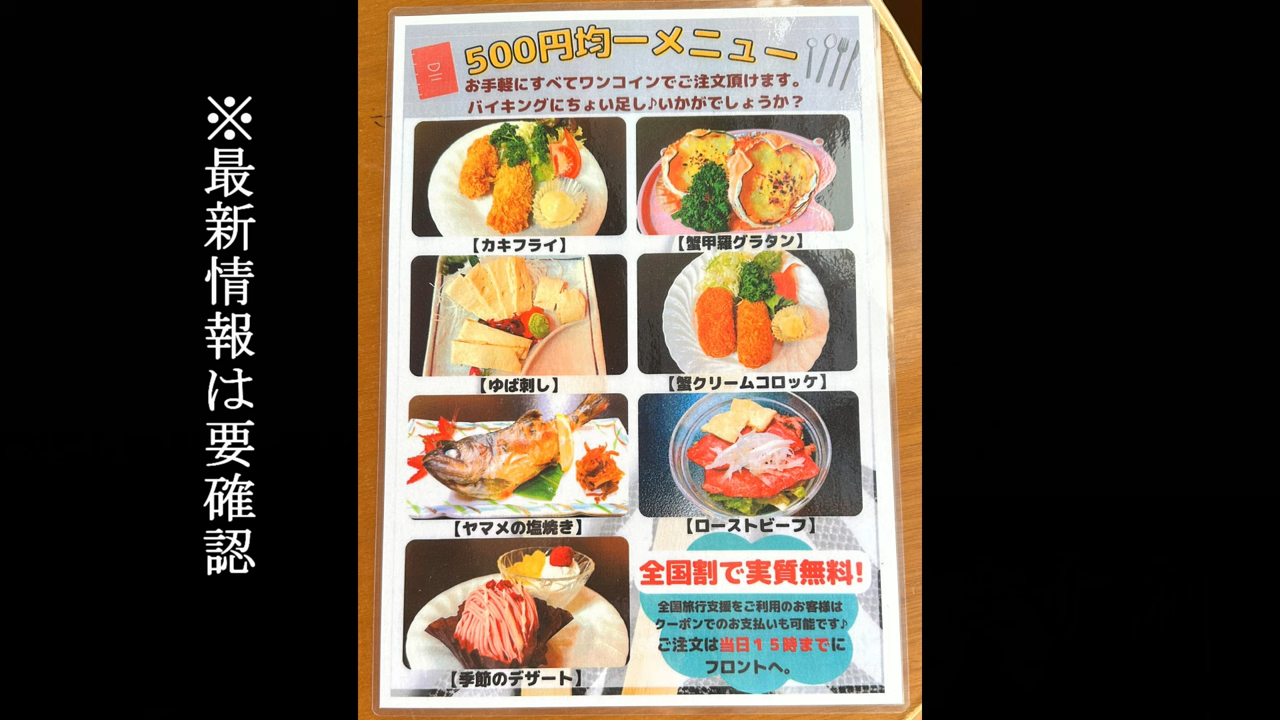 ※最新情報は要確認
500円均一メニュー
お手軽にすべてワンコインでご注文頂けます。
バイキングにちょい足し♪いかがでしょうか？
【カキフライ】
【蟹甲羅グラタン】
【ゆば刺し】
【蟹クリームコロッケ】
【ヤマメの塩焼き】
【ローストビーフ】
【季節のデザート】
全国割で実質無料!
全国旅行支援をご利用のお客様は
クーポンでのお支払いも可能です♪
ご注文は当日１５時までに
フロントへ。